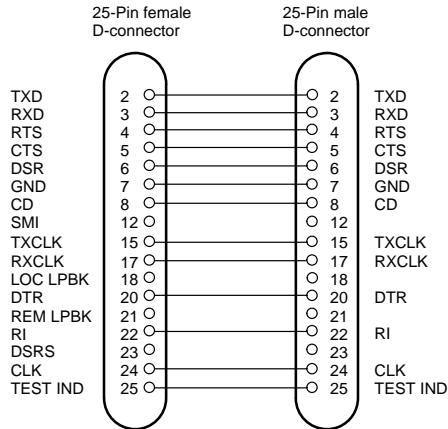 25-Pin female 25-Pin male
D-connector D-connector
TXD 2 2 TXD
RXD 3 3 RXD
RTS 4 4 RTS
CTS 5 5 CTS
DSR 6 6 DSR
GND 7 7 GND
CD 8 8 CD
SMI 12 12
TXCLK 15 15 TXCLK
RXCLK 17 17 RXCLK
LOC LPBK 18 18
DTR 20 20 DTR
REM LPBK 21 21
RI 22 22 RI
DSRS 23 23
CLK 24 24 CLK
TEST IND 25 25 TEST IND